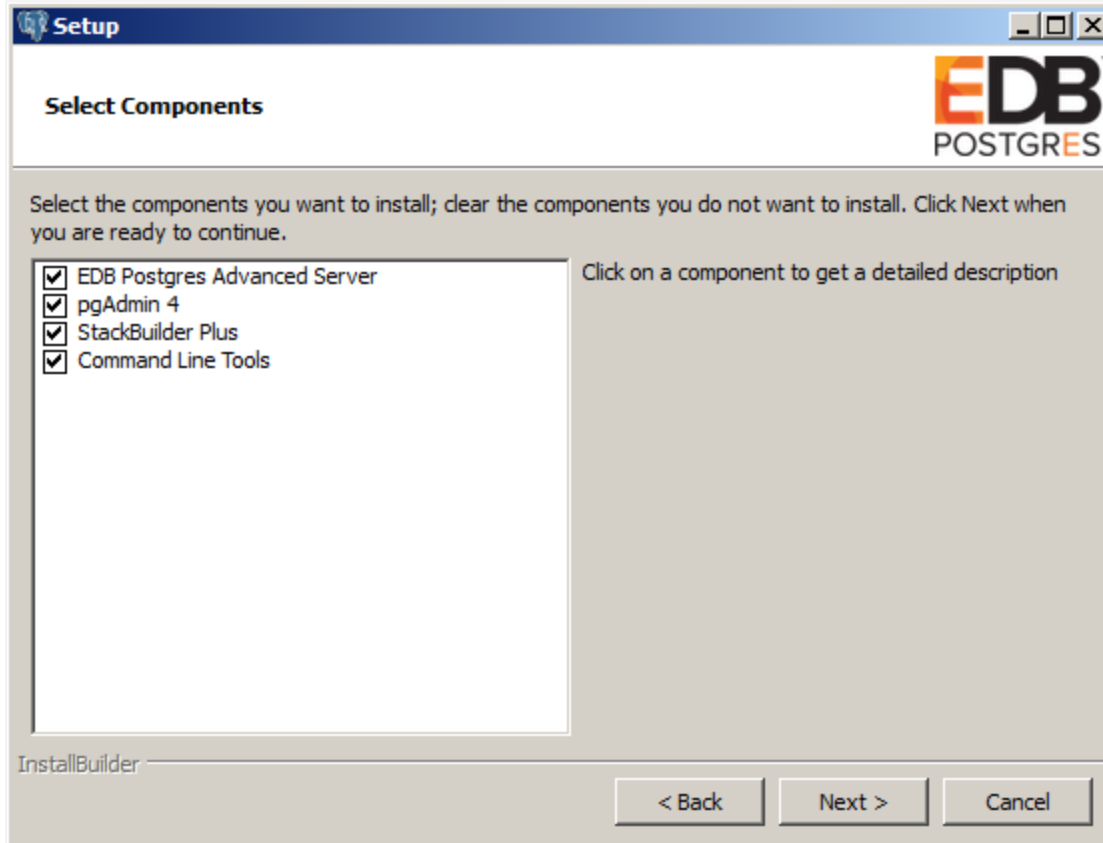 Setup
Select Components
EDB
POSTGRES
Select the components you want to install; clear the components you do not want to install. Click Next when
you are ready to continue.
EDB Postgres Advanced Server
pgAdmin 4
StackBuilder Plus
Command Line Tools
Click on a component to get a detailed description
InstallBuilder
< Back
Next >
Cancel